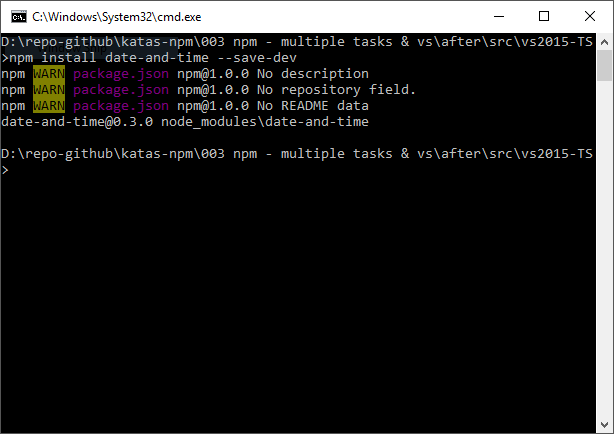 C:\Windows\System32\cmd.exe
D:\repo-github\katas-npm\003 npm - multiple tasks & vs\after\src\vs2015-TS
>npm install date-and-time --save-dev
npm WARN package.json npm@1.0.0 No description
npm WARN package.json npm@1.0.0 No repository field.
npm WARN package.json npm@1.0.0 No README data
date-and-time@0.3.0 node_modules\date-and-time
D:\repo-github\katas-npm\003 npm - multiple tasks & vs\after\src\vs2015-TS
>